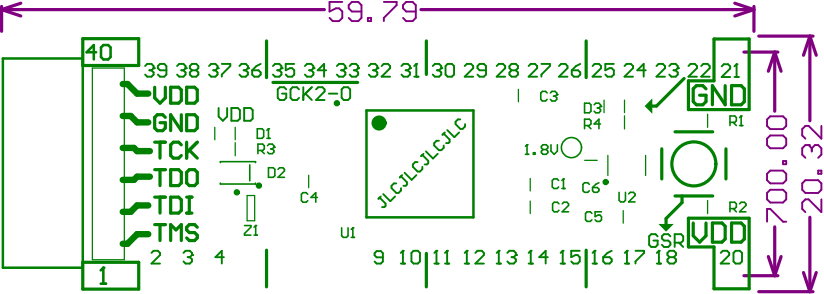 59.79
40
39 38 37 36 35 34 33 32 31 30 29 28 27 26 25 24 23 22 21
GCK2-0
GND
VDD
GND
TCK
TDO
TDI
TMS
VDD
D1
R3
D2
C4
Z1
U1
JLCJLCJLCJLC
C3
D3
R4
R1
1.8V
C1
C2
C6
U2
C5
R2
GSR
VDD
1
2 3 4 9 10 11 12 13 14 15 16 17 18 20
700.00
20.32